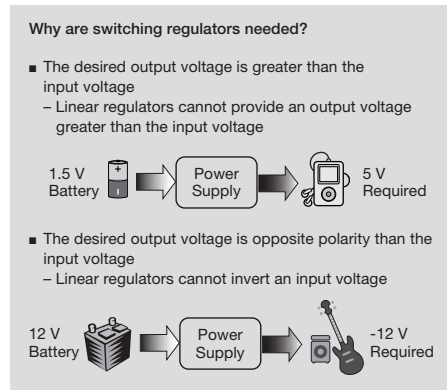 Why are switching regulators needed?
■ The desired output voltage is greater than the
input voltage
– Linear regulators cannot provide an output voltage
greater than the input voltage
1.5 V
Battery
+
Power
Supply
5 V
Required
■ The desired output voltage is opposite polarity than the
input voltage
– Linear regulators cannot invert an input voltage
12 V
Battery
Power
Supply
-12 V
Required